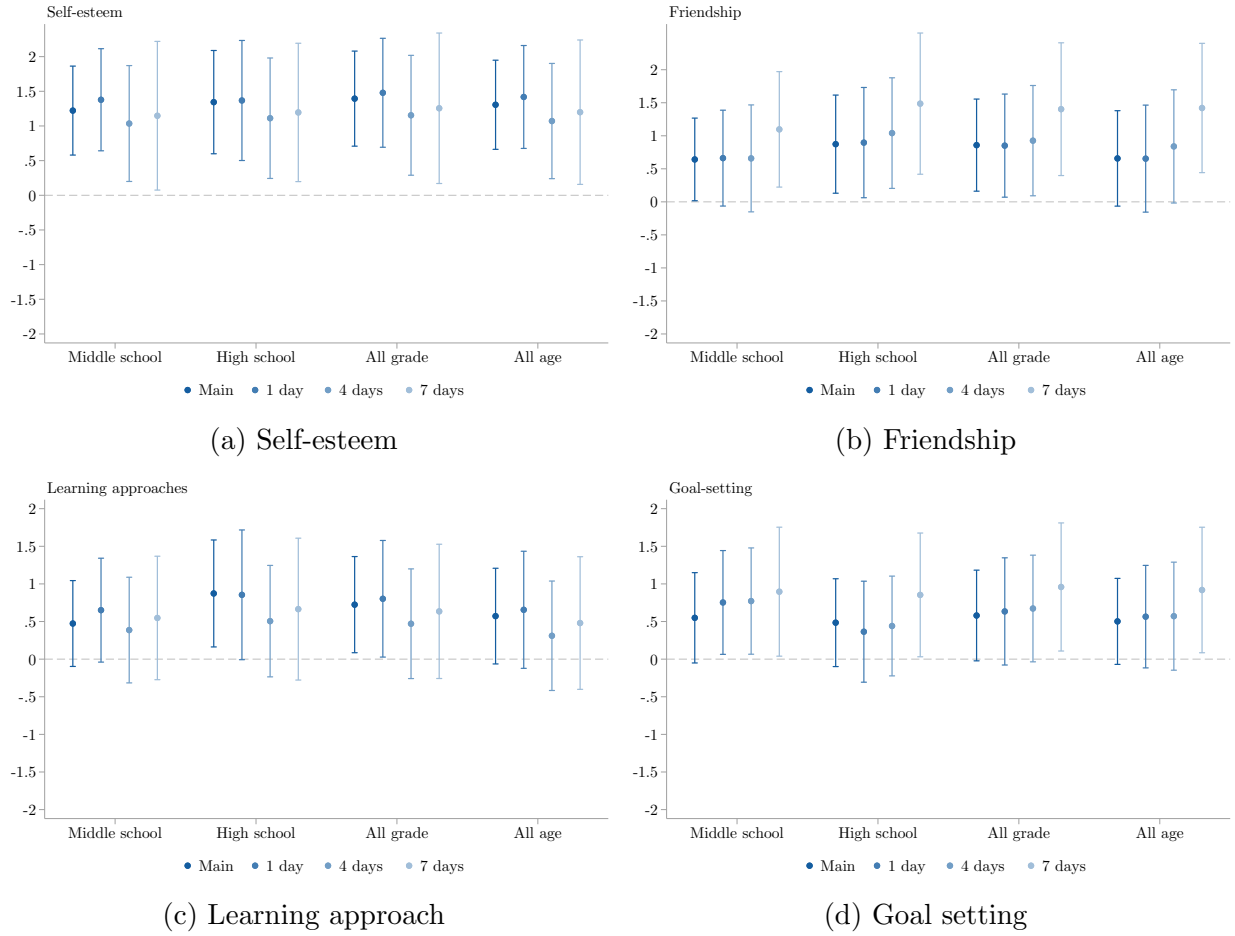 Self-esteem
2
1.5
1
.5
0
-.5
-1
-1.5
-2
Middle school High school All grade All age
Main 1 day 4 days 7 days
(a) Self-esteem
Friendship
2
1.5
1
.5
0
-.5
-1
-1.5
-2
Middle school High school All grade All age
Main 1 day 4 days 7 days
(b) Friendship
Learning approaches
2
1.5
1
.5
0
-.5
-1
-1.5
-2
Middle school High school All grade All age
Main 1 day 4 days 7 days
(c) Learning approach
Goal-setting
2
1.5
1
.5
0
-.5
-1
-1.5
-2
Middle school High school All grade All age
Main 1 day 4 days 7 days
(d) Goal setting